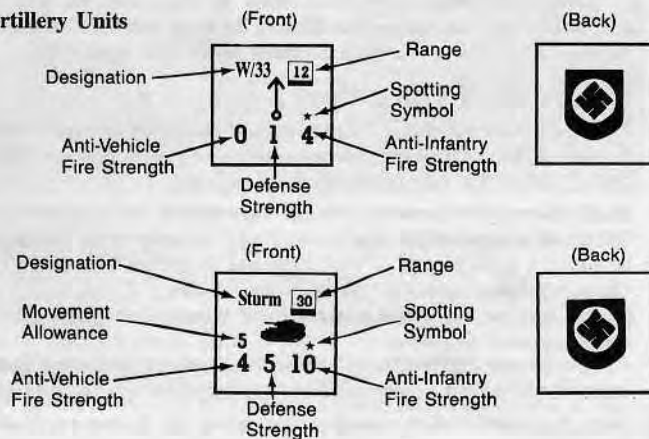 rtillery Units
(Front)
(Back)
Designation
W/33
12
Range
Spotting
Symbol
Anti-Vehicle
Fire Strength
0 1 4
Anti-Infantry
Fire Strength
Defense
Strength
(Front)
(Back)
Designation
Sturm
30
Range
Movement
Allowance
5
Spotting
Symbol
Anti-Vehicle
Fire Strength
4 5 10
Anti-Infantry
Fire Strength
Defense
Strength